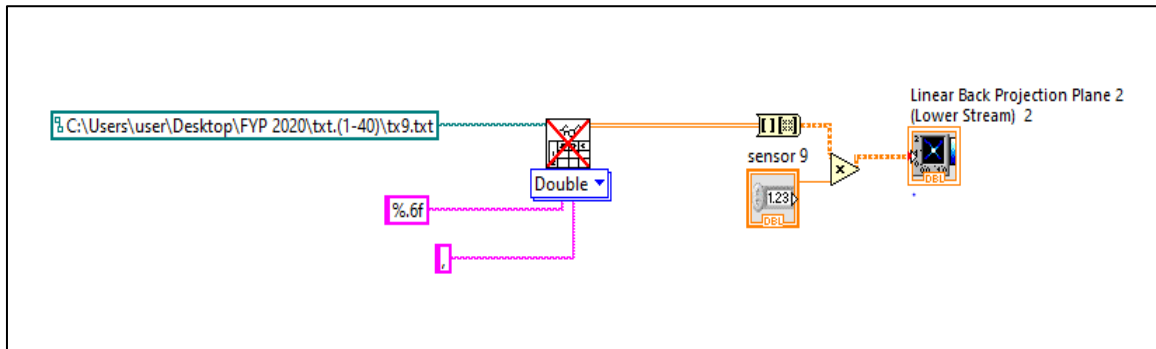 C:\Users\user\Desktop\FYP 2020\txt.(1-40)\tx9.txt
Double
%.6f
,
sensor 9
1.23
DBL
Linear Back Projection Plane 2
(Lower Stream) 2
DBL